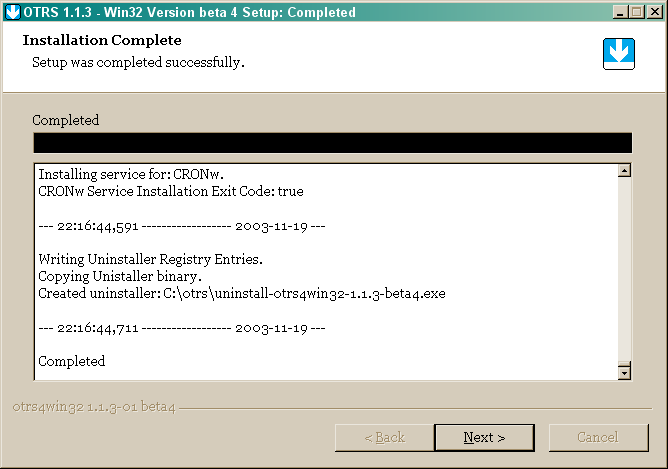 OTRS 1.1.3 - Win32 Version beta 4 Setup: Completed
Installation Complete
Setup was completed successfully.
Completed
Installing service for: CRONw.
CRONw Service Installation Exit Code: true
--- 22:16:44,591 ------------------ 2003-11-19 ---
Writing Uninstaller Registry Entries.
Copying Unistaller binary.
Created uninstaller: C:\otrs\uninstall-otrs4win32-1.1.3-beta4.exe
--- 22:16:44,711 ------------------ 2003-11-19 ---
Completed
otrs4win32 1.1.3-01 beta4
< Back Next > Cancel